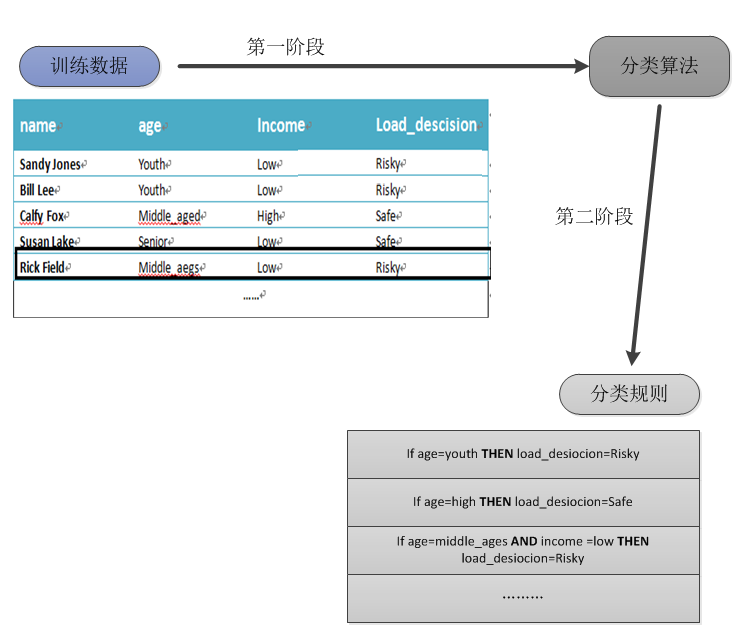 第一阶段
训练数据
分类算法
name age Income Load_descision
Sandy Jones Youth Low Risky
Bill Lee Youth Low Risky
Calfy Fox Middle_aged High Safe
Susan Lake Senior Low Safe
Rick Field Middle_aegs Low Risky
......
第二阶段
分类规则
If age=youth THEN load_desiocion=Risky
If age=high THEN load_desiocion=Safe
If age=middle_ages AND income =low THEN
load_desiocion=Risky
………